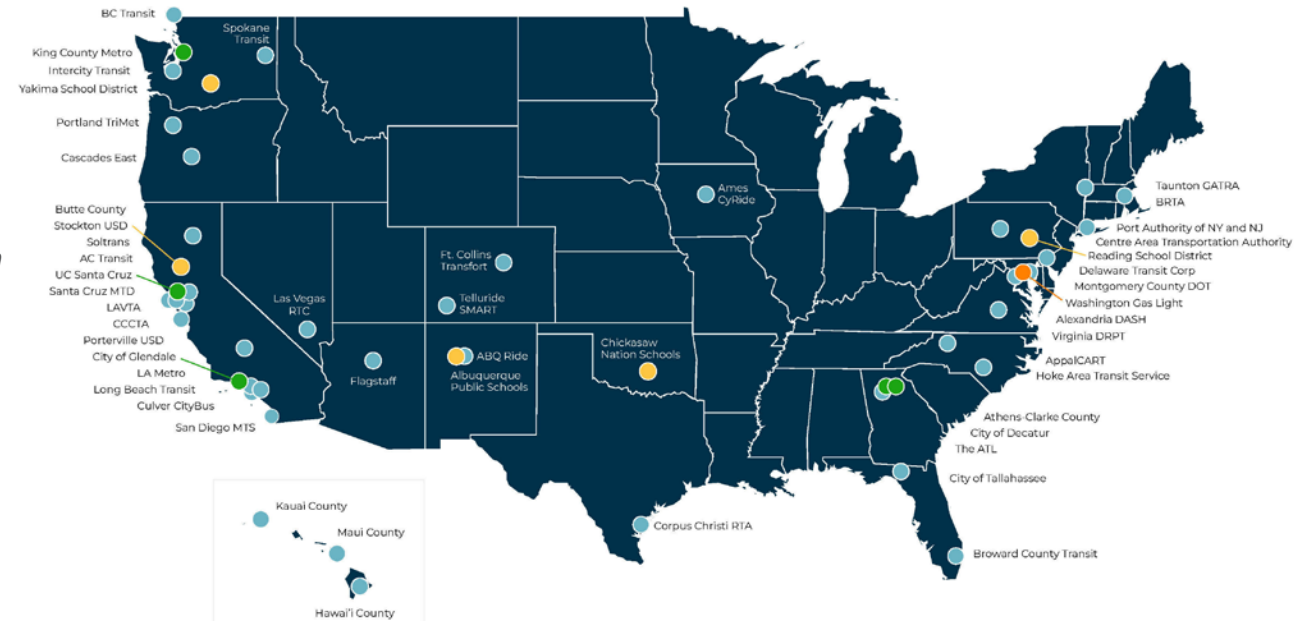 BC Transit
Spokane
Transit
King County Metro
Intercity Transit
Yakima School District
Portland TriMet
Cascades East
Butte County
Stockton USD
Soltrans
AC Transit
UC Santa Cruz
Santa Cruz MTD
LAVTA
CCCTA
Porterville USD
City of Glendale
LA Metro
Long Beach Transit
Culver CityBus
San Diego MTS
Las Vegas
RTC
Flagstaff
Ft. Collins
Transfort
Telluride
SMART
ABQ Ride
Albuquerque
Public Schools
Chickasaw
Nation Schools
Ames
CyRide
Corpus Christi RTA
Taunton GATRA
BRTA
Port Authority of NY and NJ
Centre Area Transportation Authority
Reading School District
Delaware Transit Corp
Montgomery County DOT
Washington Gas Light
Alexandria DASH
Virginia DRPT
AppalCART
Hoke Area Transit Service
Athens-Clarke County
City of Decatur
The ATL
City of Tallahassee
Broward County Transit
Kauai County
Maui County
Hawai'i County